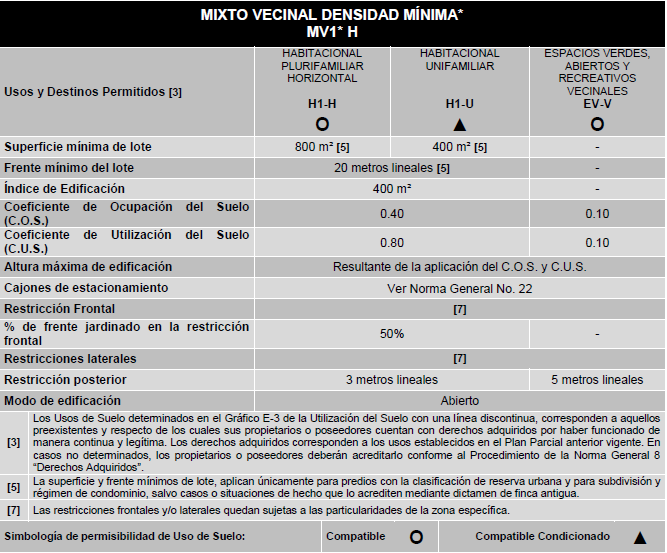 MIXTO VECINAL DENSIDAD MÍNIMA*
MV1* H
Usos y Destinos Permitidos [3]
HABITACIONAL
PLURIFAMILIAR
HORIZONTAL
H1-H
O
HABITACIONAL
UNIFAMILIAR
H1-U
▲
ESPACIOS VERDES,
ABIERTOS Y
RECREATIVOS
VECINALES
EV-V
O
Superficie mínima de lote 800 m² [5] 400 m² [5] -
Frente mínimo del lote 20 metros lineales [5] -
Índice de Edificación 400 m² -
Coeficiente de Ocupación del Suelo
(C.O.S.) 0.40 0.10
Coeficiente de Utilización del Suelo
(C.U.S.) 0.80 0.10
Altura máxima de edificación Resultante de la aplicación del C.O.S. y C.U.S.
Cajones de estacionamiento Ver Norma General No. 22
Restricción Frontal [7]
% de frente jardinado en la restricción
frontal 50% -
Restricciones laterales [7]
Restricción posterior 3 metros lineales 5 metros lineales
Modo de edificación Abierto
[3] Los Usos de Suelo determinados en el Gráfico E-3 de la Utilización del Suelo con una línea discontinua, corresponden a aquellos
preexistentes y respecto de los cuales sus propietarios o poseedores cuentan con derechos adquiridos por haber funcionado de
manera continua y legítima. Los derechos adquiridos corresponden a los usos establecidos en el Plan Parcial anterior vigente. En
casos no determinados, los propietarios o poseedores deberán acreditarlo conforme al Procedimiento de la Norma General 8
“Derechos Adquiridos”.
[5] La superficie y frente mínimos de lote, aplican únicamente para predios con la clasificación de reserva urbana y para subdivisión y
régimen de condominio, salvo casos o situaciones de hecho que lo acrediten mediante dictamen de finca antigua.
[7] Las restricciones frontales y/o laterales quedan sujetas a las particularidades de la zona específica.
Simbología de permisibilidad de Uso de Suelo: Compatible O Compatible Condicionado ▲